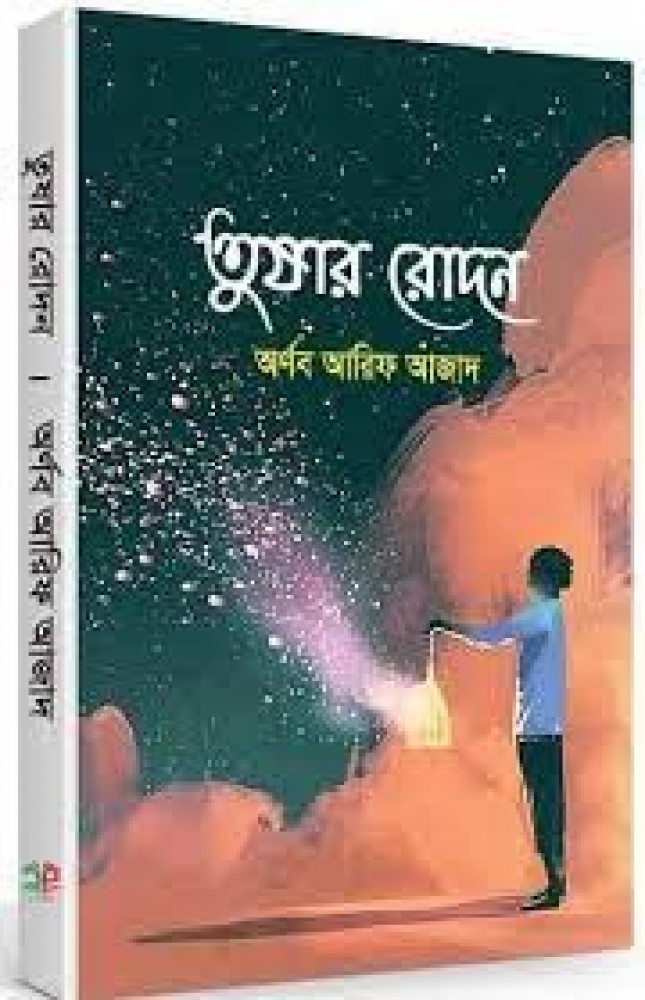 তুষার রোদন
অর্ণব আরিফ আজাদ
তুষার রোদন । অর্ণব আরিফ আজাদ